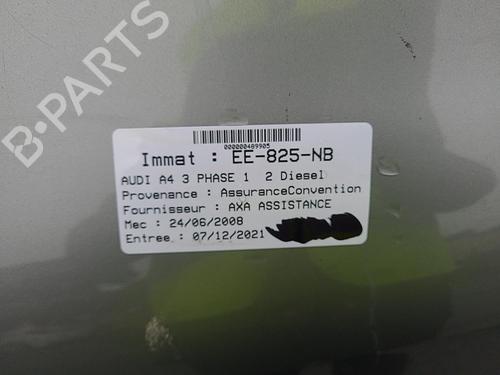 B-PARTS
000000489905
Immat : EE-825-NB
AUDI A4 3 PHASE 1  2 Diesel
Provenance : AssuranceConvention
Fournisseur : AXA ASSISTANCE
Mec : 24/06/2008
Entree : 07/12/2021